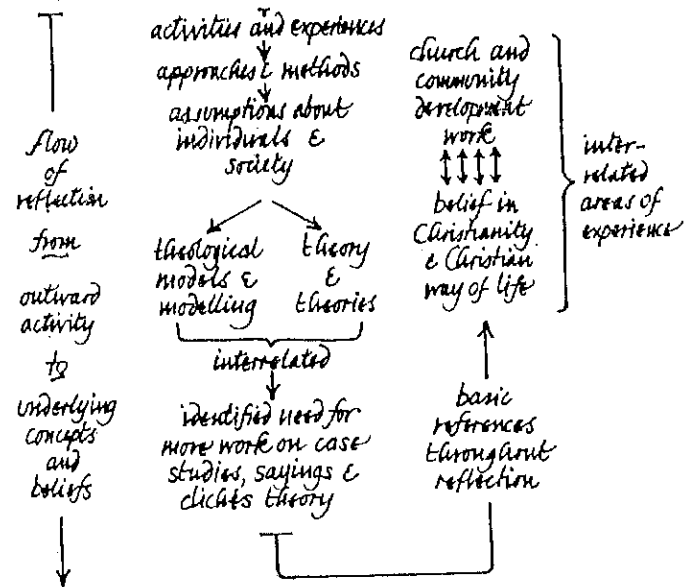 flow
of
reflection
from
outward
activity
to
underlying
concepts
and
beliefs
activities and experiences
approaches & methods
assumptions about
individuals &
society
theological
models &
modelling
theory
&
theories
interrelated
identified need for
more work on case
studies, sayings &
clichés theory
church and
community
development
work
belief in
Christianity
& Christian
way of life
inter-
related
areas of
experience
basic
references
throughout
reflection